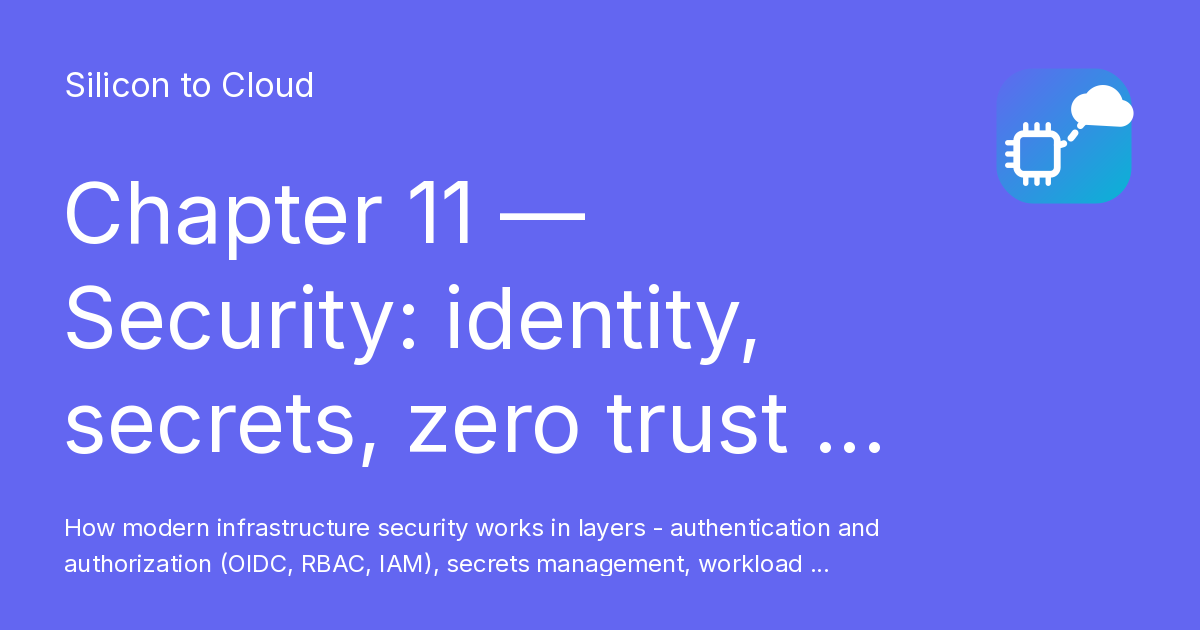 Silicon to Cloud
Chapter 11 —
Security: identity,
secrets, zero trust ...
How modern infrastructure security works in layers - authentication and
authorization (OIDC, RBAC, IAM), secrets management, workload ...